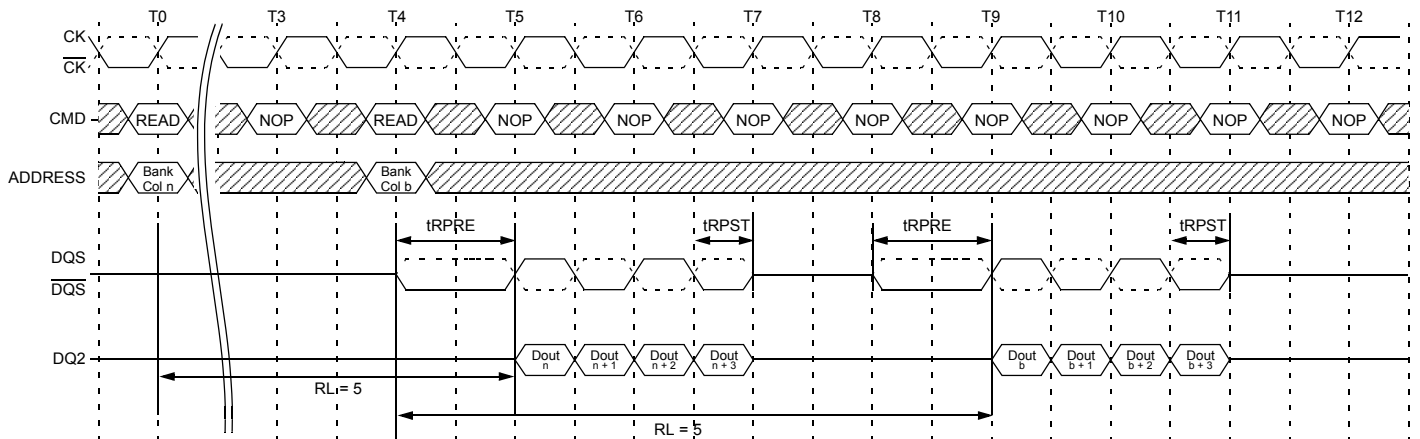 T0 T3 T4 T5 T6 T7 T8 T9 T10 T11 T12
CK
CK
CMD READ NOP READ NOP NOP NOP NOP NOP NOP NOP NOP
ADDRESS Bank Col n Bank Col b
tRPRE tRPST tRPRE tRPST
DQS
DQS
DQ2 Dout n Dout n + 1 Dout n + 2 Dout n + 3 Dout b Dout b + 1 Dout b + 2 Dout b + 3
RL = 5
RL = 5